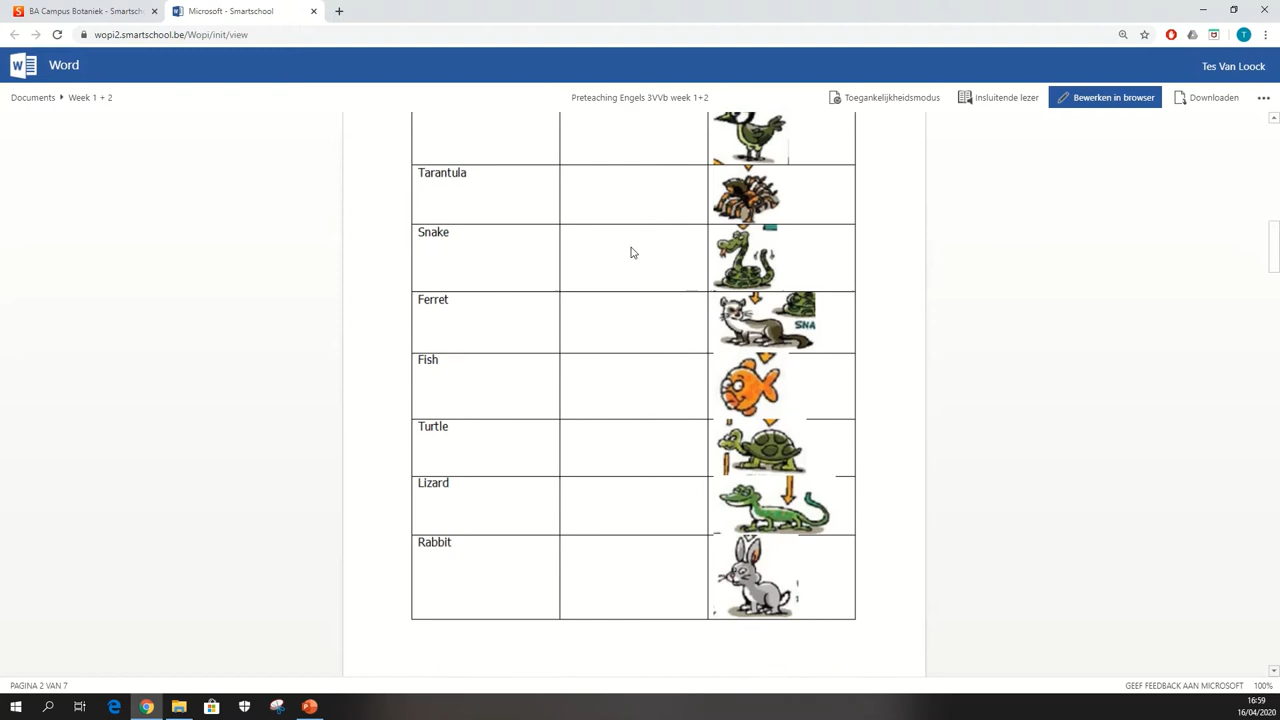 BA Campus Botaniek - Smartsch
Microsoft - Smartschool
wopi2.smartschool.be/Wopi/init/view
T
Word
Tes Van Loock
Documents Week 1 + 2
Preteaching Engels 3VVb week 1+2
Toegankelijkheidsmodus
Insluitende lezer
Bewerken in browser
Downloaden
Tarantula
Snake
Ferret
SNA
Fish
Turtle
Lizard
Rabbit
PAGINA 2 VAN 7
GEEF FEEDBACK AAN MICROSOFT 100%
16:59
16/04/2020